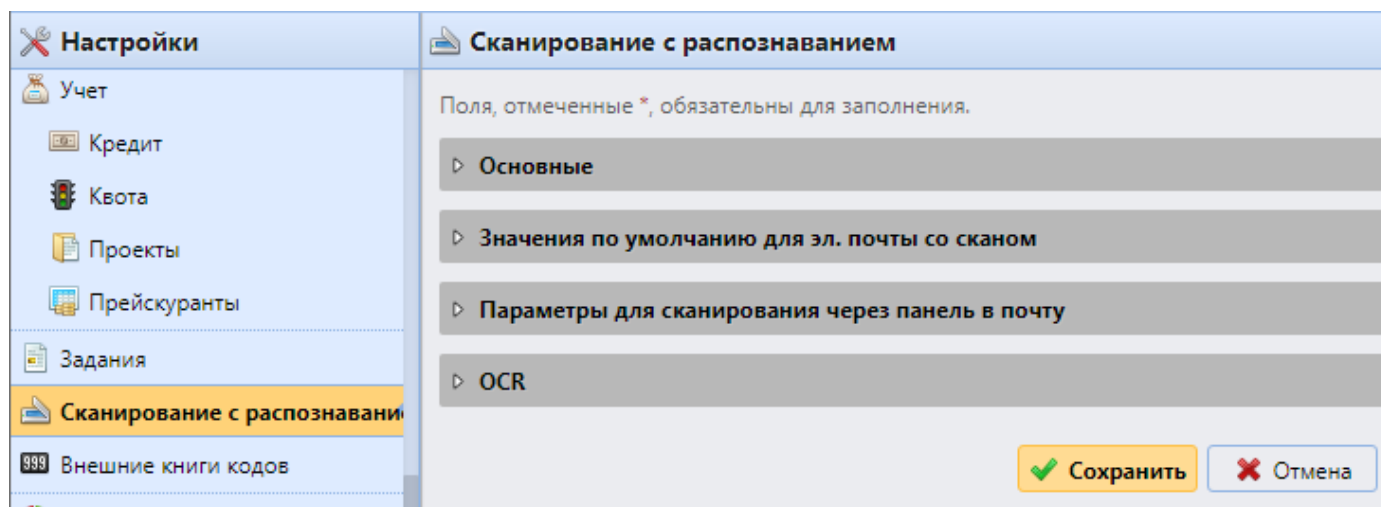 Настройки
Учет
Кредит
Квота
Проекты
Прейскуранты
Задания
Сканирование с распознавани
999 Внешние книги кодов
Сканирование с распознаванием
Поля, отмеченные *, обязательны для заполнения.
Основные
Значения по умолчанию для эл. почты со сканом
Параметры для сканирования через панель в почту
OCR
Сохранить
Отмена